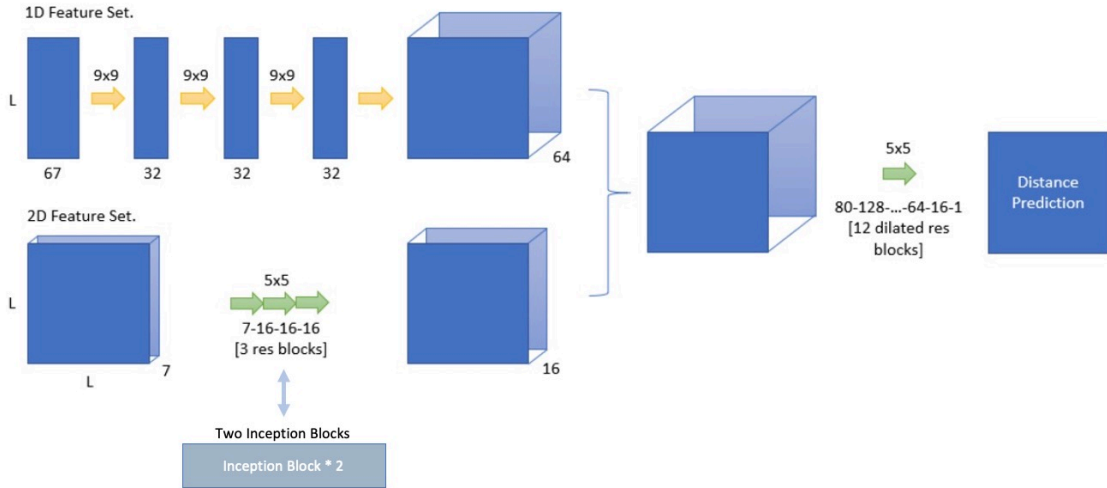 1D Feature Set.
9x9
9x9
9x9
L
67
32
32
32
64
2D Feature Set.
L
L
7
5x5
7-16-16-16
[3 res blocks]
16
5x5
80-128-...-64-16-1
[12 dilated res
blocks]
Distance
Prediction
Two Inception Blocks
Inception Block * 2